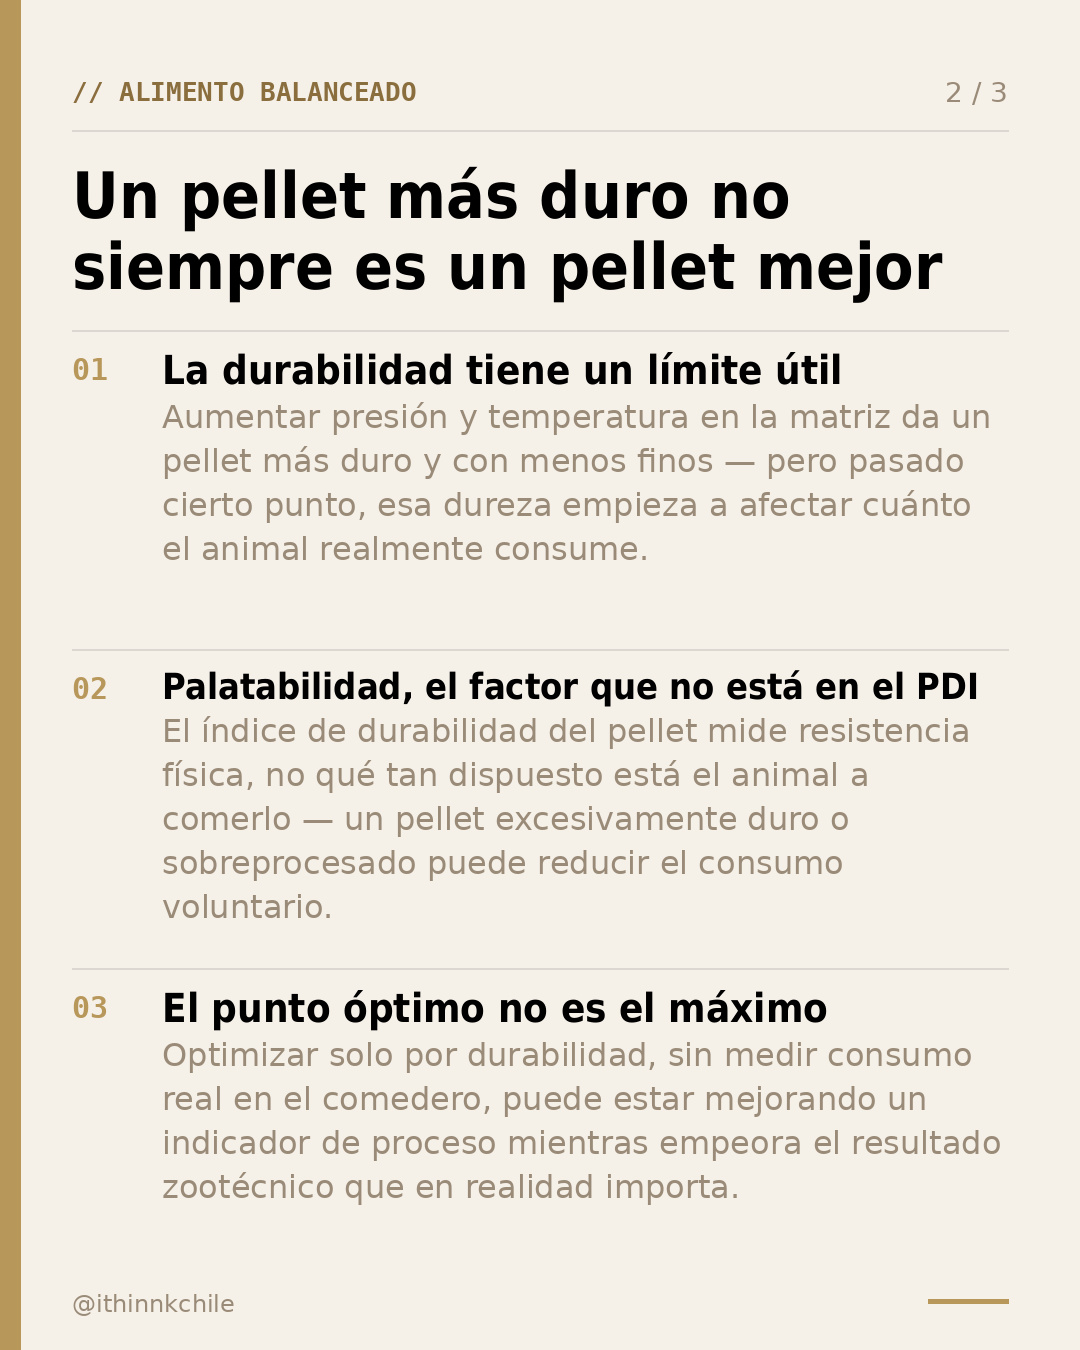 // ALIMENTO BALANCEADO
2 / 3
Un pellet más duro no
siempre es un pellet mejor
01
La durabilidad tiene un límite útil
Aumentar presión y temperatura en la matriz da un
pellet más duro y con menos finos — pero pasado
cierto punto, esa dureza empieza a afectar cuánto
el animal realmente consume.
02
Palatabilidad, el factor que no está en el PDI
El índice de durabilidad del pellet mide resistencia
física, no qué tan dispuesto está el animal a
comerlo — un pellet excesivamente duro o
sobreprocesado puede reducir el consumo
voluntario.
03
El punto óptimo no es el máximo
Optimizar solo por durabilidad, sin medir consumo
real en el comedero, puede estar mejorando un
indicador de proceso mientras empeora el resultado
zootécnico que en realidad importa.
@ithinnkchile